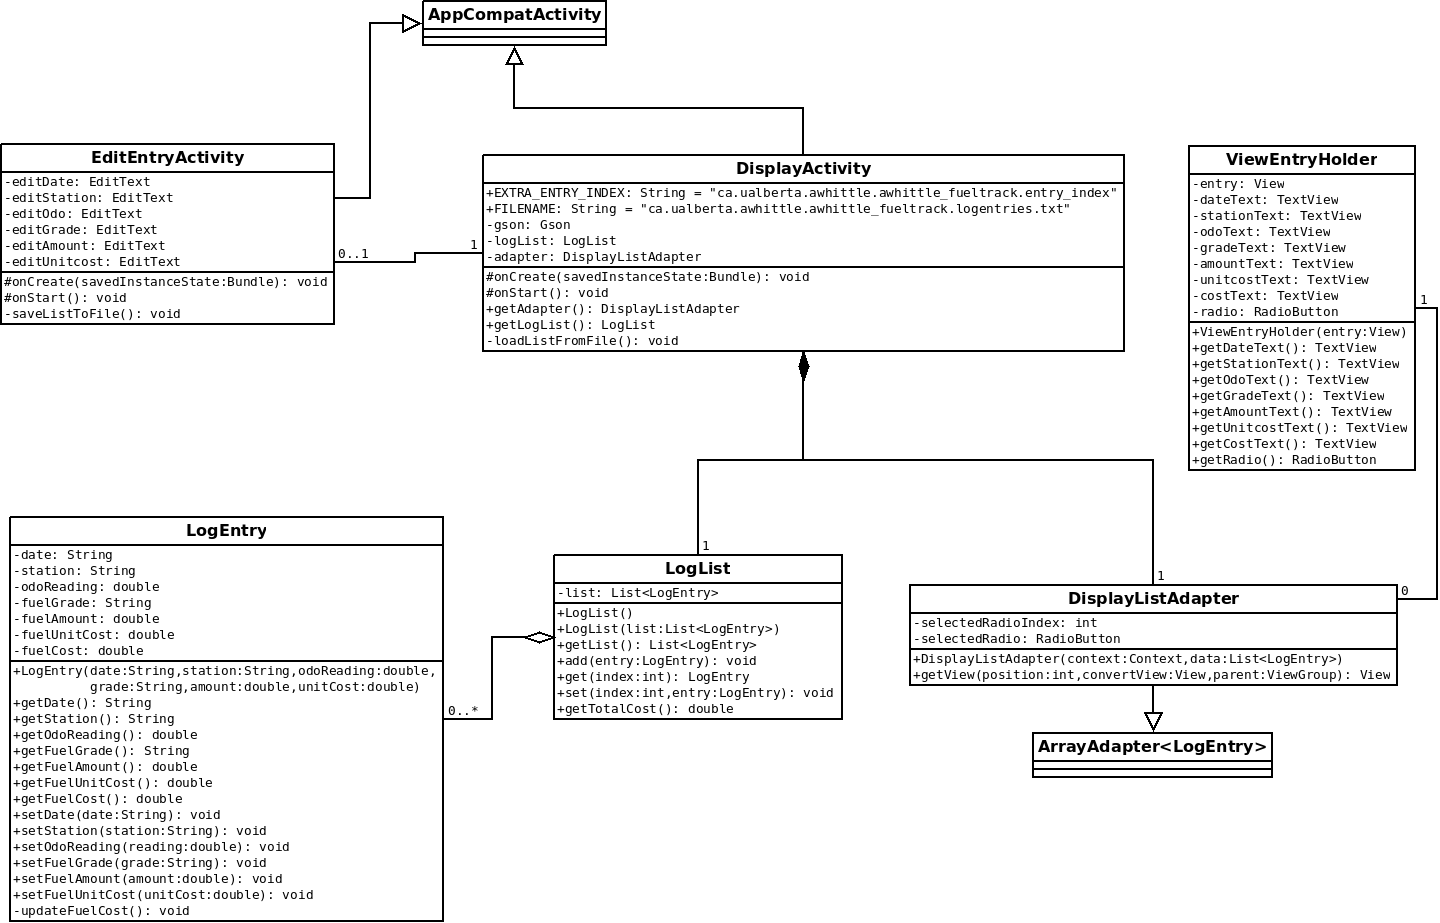 AppCompatActivity
EditEntryActivity
-editDate: EditText
-editStation: EditText
-editOdo: EditText
-editGrade: EditText
-editAmount: EditText
-editUnitcost: EditText
#onCreate(savedInstanceState:Bundle): void
#onStart(): void
-saveListToFile(): void
0..1
1
DisplayActivity
+EXTRA_ENTRY_INDEX: String = "ca.ualberta.awhittle.awhittle_fueltrack.entry_index"
+FILENAME: String = "ca.ualberta.awhittle.awhittle_fueltrack.logentries.txt"
-gson: Gson
-logList: LogList
-adapter: DisplayListAdapter
#onCreate(savedInstanceState:Bundle): void
#onStart(): void
+getAdapter(): DisplayListAdapter
+getLogList(): LogList
-loadListFromFile(): void
ViewEntryHolder
-entry: View
-dateText: TextView
-stationText: TextView
-odoText: TextView
-gradeText: TextView
-amountText: TextView
-unitcostText: TextView
-costText: TextView
-radio: RadioButton
+ViewEntryHolder(entry:View)
+getDateText(): TextView
+getStationText(): TextView
+getOdoText(): TextView
+getGradeText(): TextView
+getAmountText(): TextView
+getUnitcostText(): TextView
+getCostText(): TextView
+getRadio(): RadioButton
1
LogEntry
-date: String
-station: String
-odoReading: double
-fuelGrade: String
-fuelAmount: double
-fuelUnitCost: double
-fuelCost: double
+LogEntry(date:String,station:String,odoReading:double,
grade:String,amount:double,unitCost:double)
+getDate(): String
+getStation(): String
+getOdoReading(): double
+getFuelGrade(): String
+getFuelAmount(): double
+getFuelUnitCost(): double
+getFuelCost(): double
+setDate(date:String): void
+setStation(station:String): void
+setOdoReading(reading:double): void
+setFuelGrade(grade:String): void
+setFuelAmount(amount:double): void
+setFuelUnitCost(unitCost:double): void
-updateFuelCost(): void
0..*
1
LogList
-list: List<LogEntry>
+LogList()
+LogList(list:List<LogEntry>)
+getList(): List<LogEntry>
+add(entry:LogEntry): void
+get(index:int): LogEntry
+set(index:int,entry:LogEntry): void
+getTotalCost(): double
1
0
DisplayListAdapter
-selectedRadioIndex: int
-selectedRadio: RadioButton
+DisplayListAdapter(context:Context,data:List<LogEntry>)
+getView(position:int,convertView:View,parent:ViewGroup): View
ArrayAdapter<LogEntry>